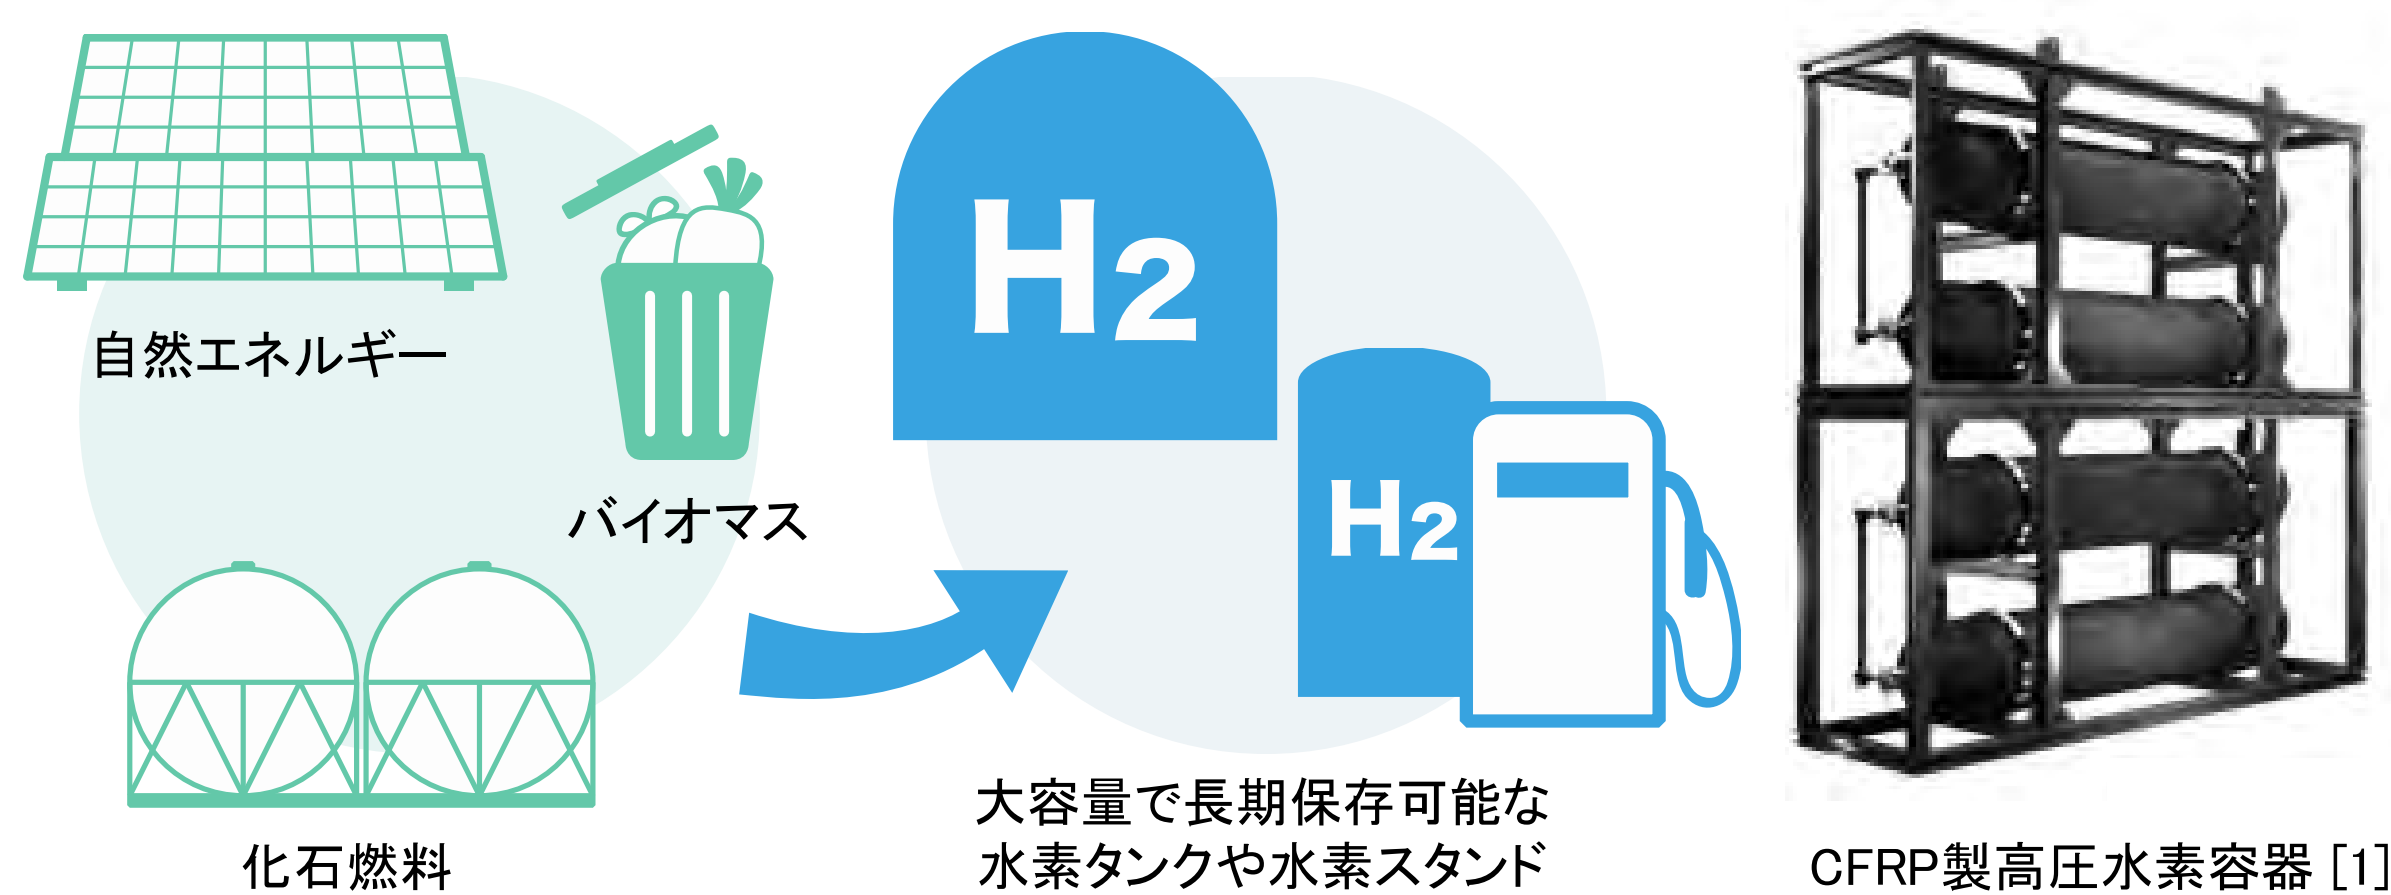 自然エネルギー
バイオマス
化石燃料
H2
H2
大容量で長期保存可能な
水素タンクや水素スタンド
CFRP製高圧水素容器 [1]